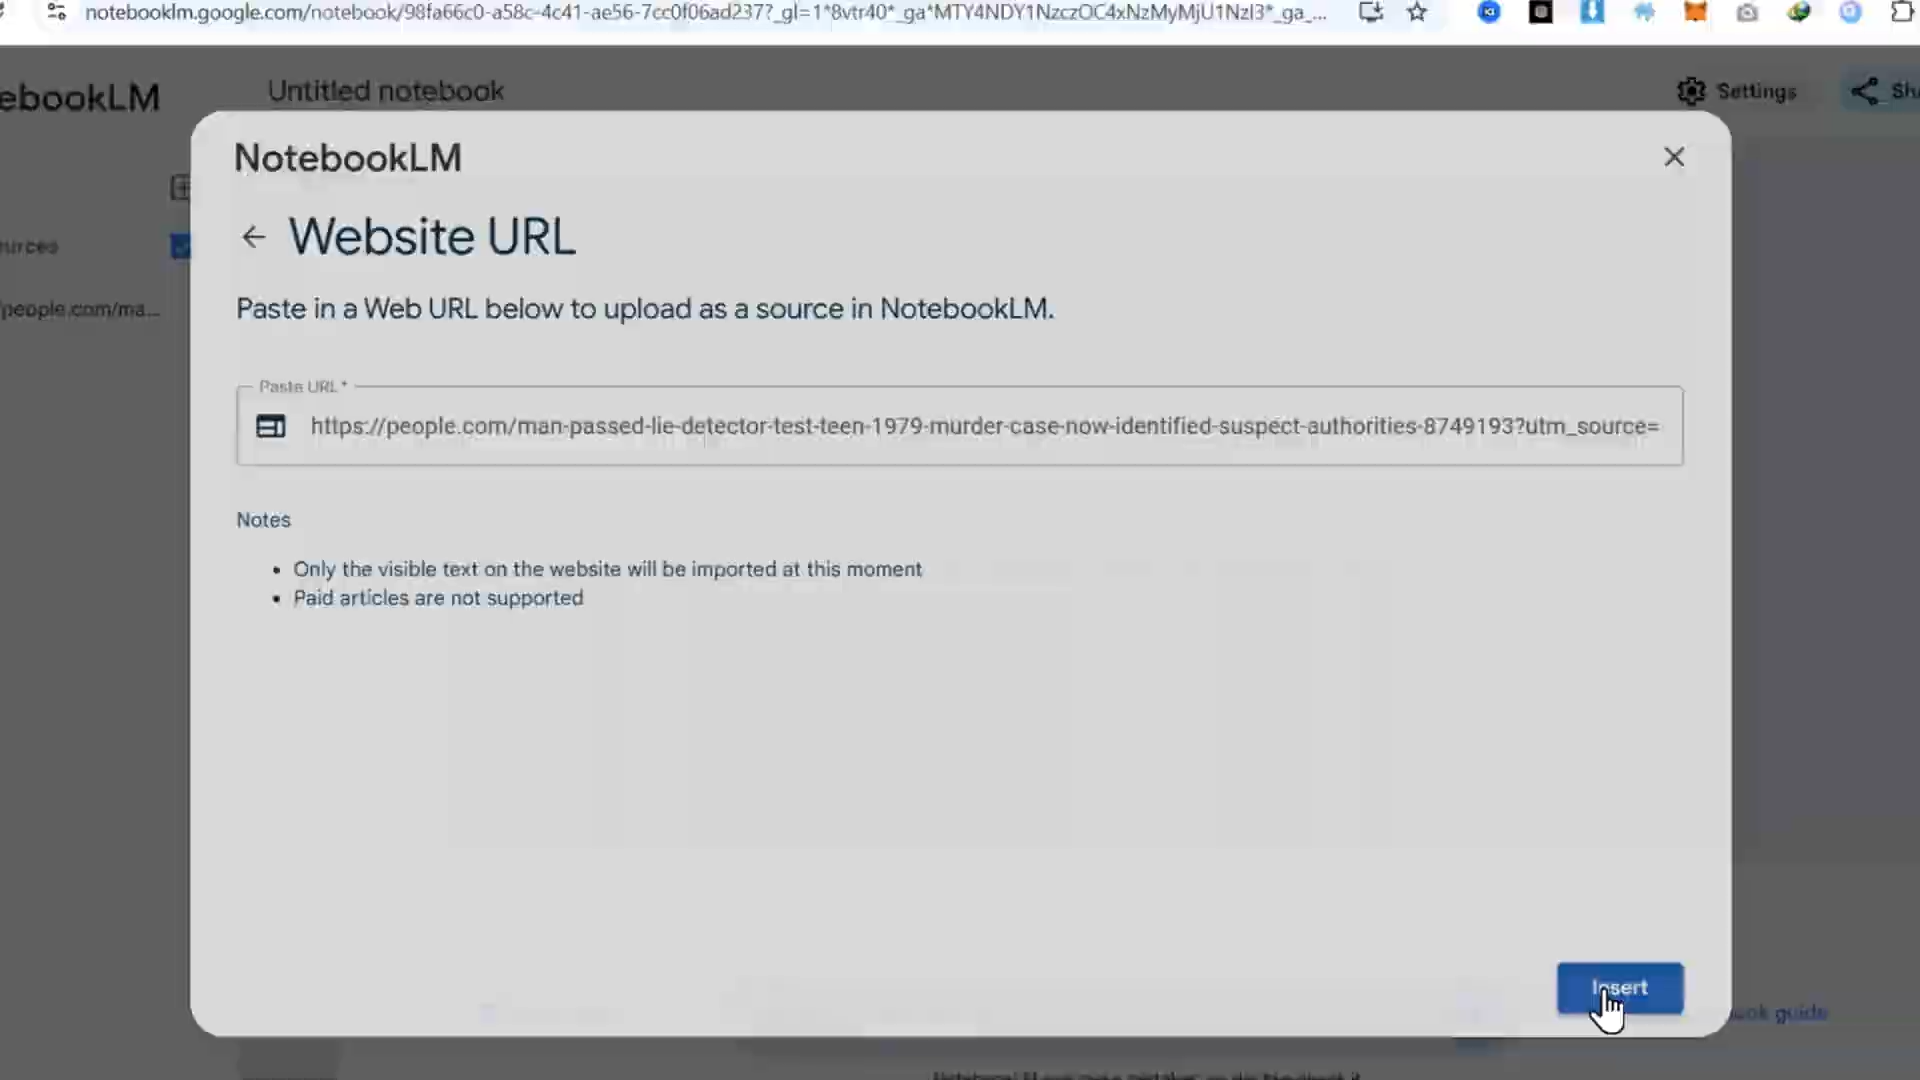 notebooklm.google.com/notebook/98fa66c0-a58c-4c41-ae56-7cc0f06ad237?_gl=1*8vtr40*_ga*MTY4NDY1NzczOC4xNzMyMjU1NzI3*_ga_...
ebookLM
Untitled notebook
Settings
Sha
NotebookLM
Website URL
urces
Paste in a Web URL below to upload as a source in NotebookLM.
people.com/ma...
Paste URL *
https://people.com/man-passed-lie-detector-test-teen-1979-murder-case-now-identified-suspect-authorities-8749193?utm_source=
Notes
• Only the visible text on the website will be imported at this moment
• Paid articles are not supported
Insert
guide